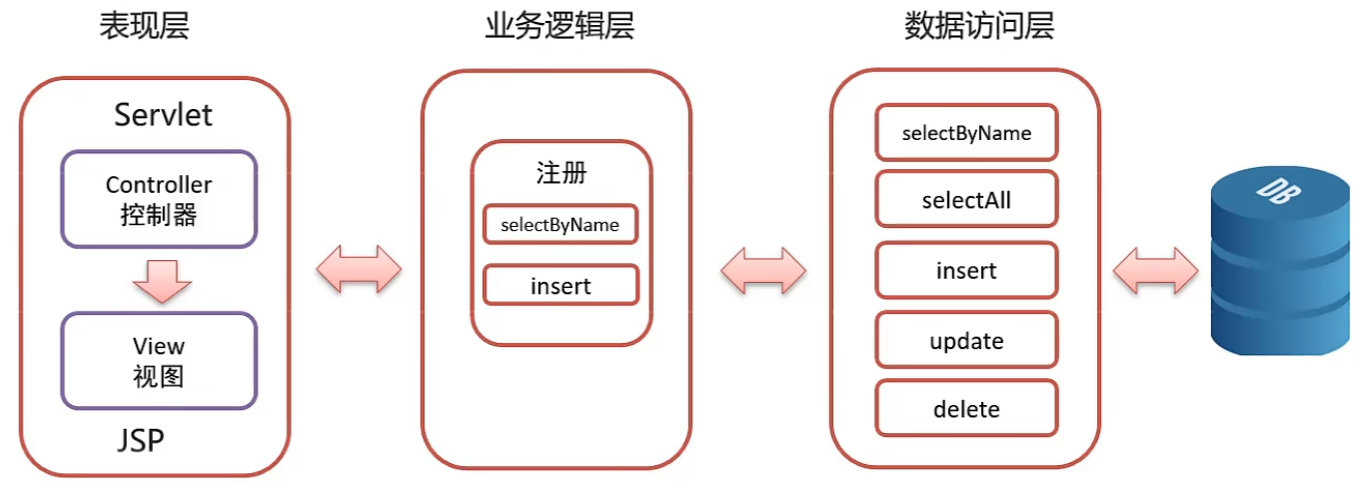 表现层
Servlet
Controller
控制器
View
视图
JSP
业务逻辑层
注册
selectByName
insert
数据访问层
selectByName
selectAll
insert
update
delete
DB